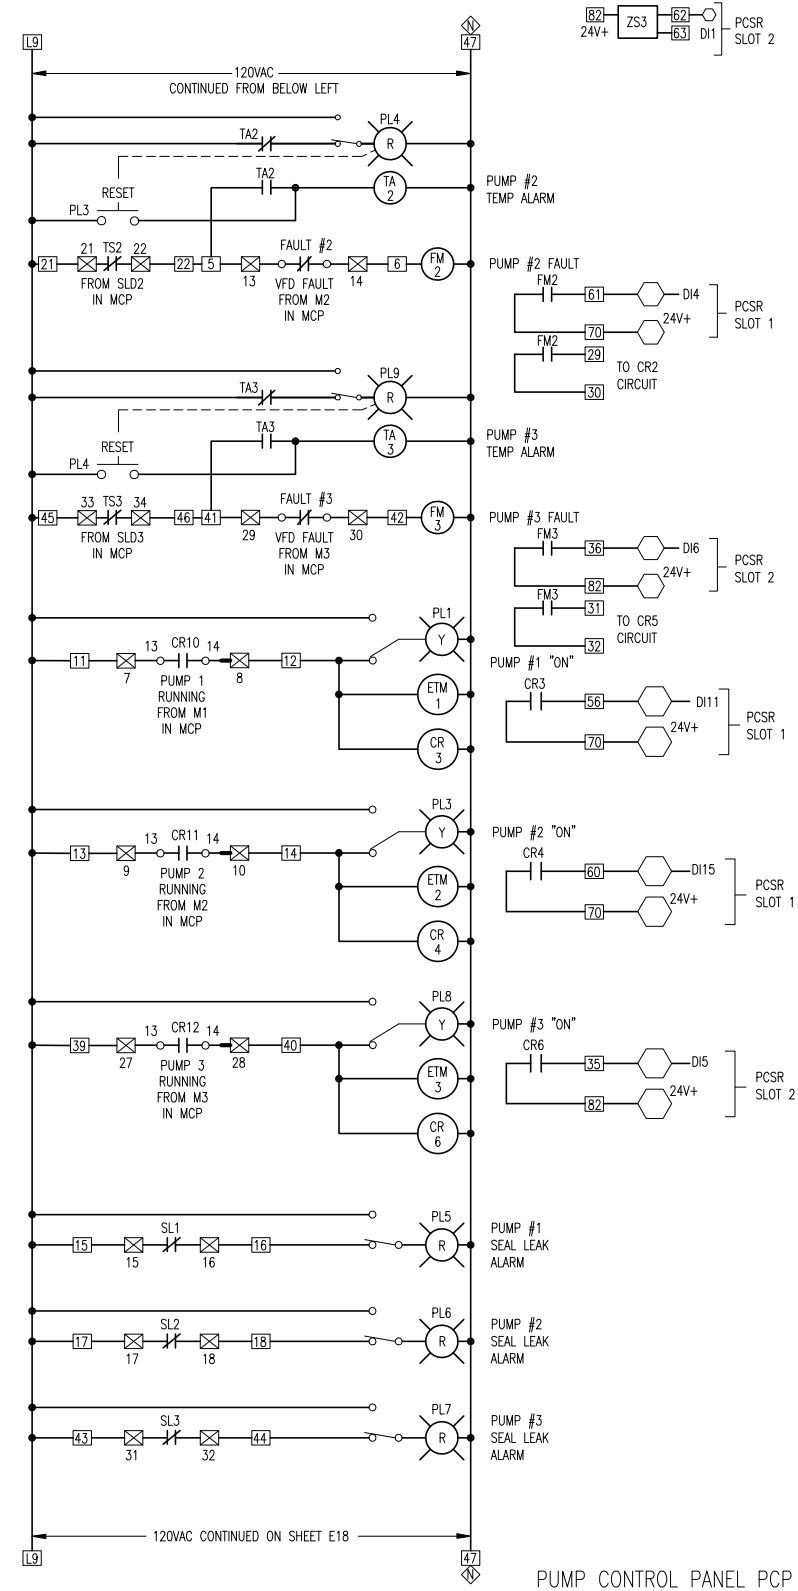 82 ZS3 62 PCSR
24V+ 63 DI1 SLOT 2
N
L9 47
120VAC
CONTINUED FROM BELOW LEFT
PL4
TA2 R
TA2 TA
2
PUMP #2
TEMP ALARM
RESET
PL3
21 21 TS2 22 22 5 FAULT #2 6 FM
2
13 14
FROM SLD2
IN MCP
VFD FAULT
FROM M2
IN MCP
PUMP #2 FAULT
FM2 61 DI4
70 24V+
PCSR
SLOT 1
FM2 29
30
TO CR2
CIRCUIT
PL9
TA3 R
TA3 TA
3
PUMP #3
TEMP ALARM
RESET
PL4
45 33 TS3 34 46 41 FAULT #3 42 FM
3
29 30
FROM SLD3
IN MCP
VFD FAULT
FROM M3
IN MCP
PUMP #3 FAULT
FM3 36 DI6
82 24V+
PCSR
SLOT 2
FM3 31
32
TO CR5
CIRCUIT
PL1
Y
11 13 CR10 14 12
7 8
PUMP 1
RUNNING
FROM M1
IN MCP
ETM
1
CR
3
PUMP #1 "ON"
CR3 56 DI11
70 24V+
PCSR
SLOT 1
PL3
Y
13 13 CR11 14 14
9 10
PUMP 2
RUNNING
FROM M2
IN MCP
ETM
2
CR
4
PUMP #2 "ON"
CR4 60 DI15
70 24V+
PCSR
SLOT 1
PL8
Y
39 13 CR12 14 40
27 28
PUMP 3
RUNNING
FROM M3
IN MCP
ETM
3
CR
6
PUMP #3 "ON"
CR6 35 DI5
82 24V+
PCSR
SLOT 2
PL5
15 SL1 16 R
15 16
PUMP #1
SEAL LEAK
ALARM
PL6
17 SL2 18 R
17 18
PUMP #2
SEAL LEAK
ALARM
PL7
43 SL3 44 R
31 32
PUMP #3
SEAL LEAK
ALARM
120VAC CONTINUED ON SHEET E18
L9 47
N
PUMP CONTROL PANEL PCP